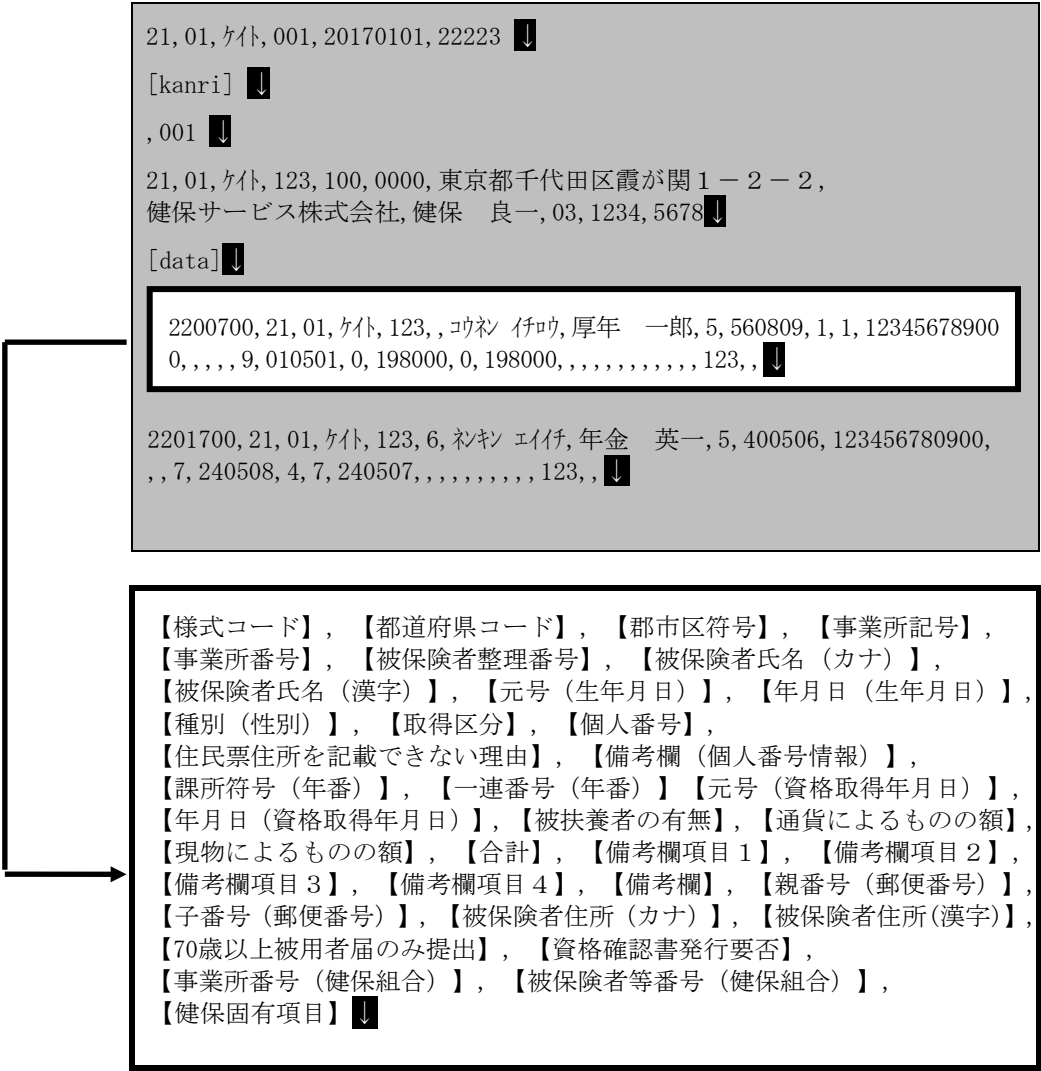 21,01,ｹｲﾄ,001,20170101,22223 ↓
[kanri] ↓
,001 ↓
21,01,ｹｲﾄ,123,100,0000,東京都千代田区霞が関１－２－２,
健保サービス株式会社,健保　良一,03,1234,5678↓
[data]↓
2200700,21,01,ｹｲﾄ,123,,ｺｳﾈﾝ ｲﾁﾛｳ,厚年　一郎,5,560809,1,1,12345678900
0,,,,,9,010501,0,198000,0,198000,,,,,,,,,,,,,123,,↓
2201700,21,01,ｹｲﾄ,123,6,ﾈﾝｷﾝ ｴｲｲﾁ,年金　英一,5,400506,123456780900,
,,7,240508,4,7,240507,,,,,,,,,,,123,,↓
【様式コード】, 【都道府県コード】, 【郡市区符号】, 【事業所記号】,
【事業所番号】, 【被保険者整理番号】, 【被保険者氏名（カナ）】,
【被保険者氏名（漢字）】, 【元号（生年月日）】, 【年月日（生年月日）】,
【種別（性別）】, 【取得区分】, 【個人番号】,
【住民票住所を記載できない理由】, 【備考欄（個人番号情報）】,
【課所符号（年番）】, 【一連番号（年番）】【元号（資格取得年月日）】,
【年月日（資格取得年月日）】,【被扶養者の有無】,【通貨によるものの額】,
【現物によるものの額】, 【合計】, 【備考欄項目１】, 【備考欄項目２】,
【備考欄項目３】, 【備考欄項目４】, 【備考欄】, 【親番号（郵便番号）】,
【子番号（郵便番号）】,【被保険者住所（カナ）】,【被保険者住所(漢字)】,
【70歳以上被用者届のみ提出】, 【資格確認書発行要否】,
【事業所番号（健保組合）】, 【被保険者等番号（健保組合）】,
【健保固有項目】↓